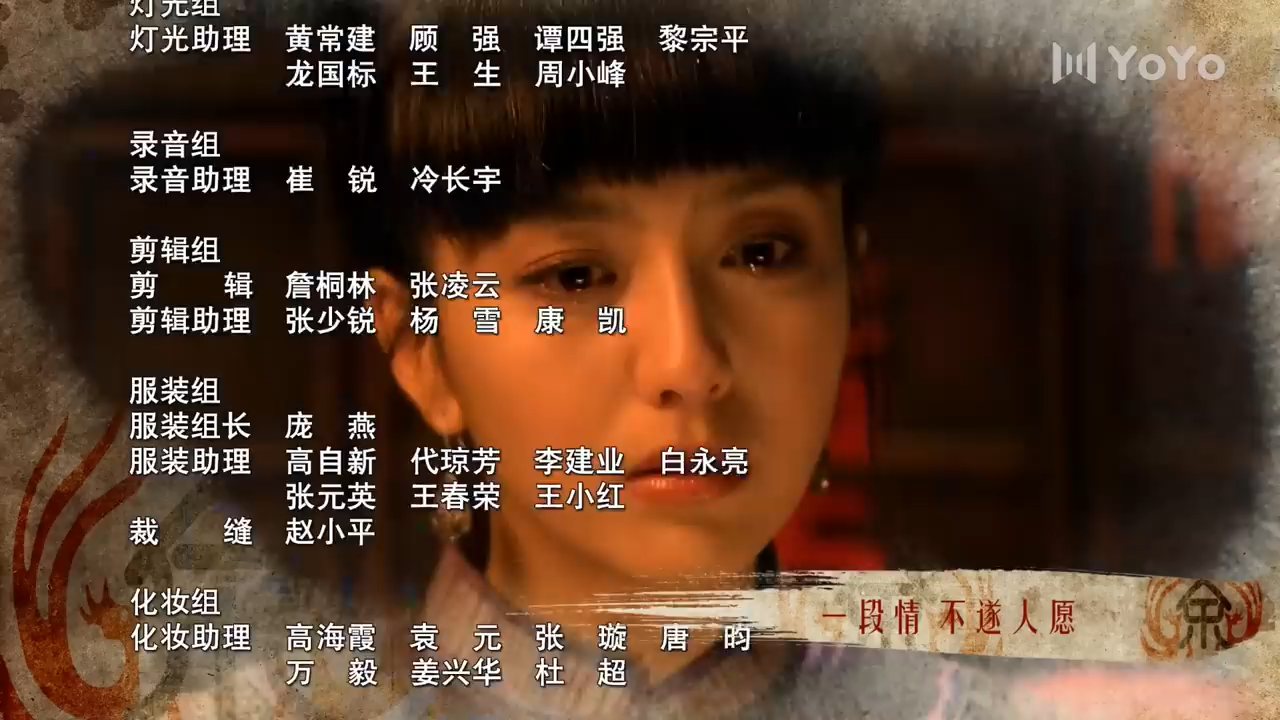 灯光组
灯光助理 黄常建 顾 强 谭四强 黎宗平
龙国标 王 生 周小峰
录音组
录音助理 崔 锐 冷长宇
剪辑组
剪 辑 詹桐林 张凌云
剪辑助理 张少锐 杨 雪 康 凯
服装组
服装组长 庞 燕
服装助理 高自新 代琼芳 李建业 白永亮
张元英 王春荣 王小红
裁 缝 赵小平
化妆组
化妆助理 高海霞 袁 元 张 璇 唐 昀
万 毅 姜兴华 杜 超
YoYo
一段情 不遂人愿
余